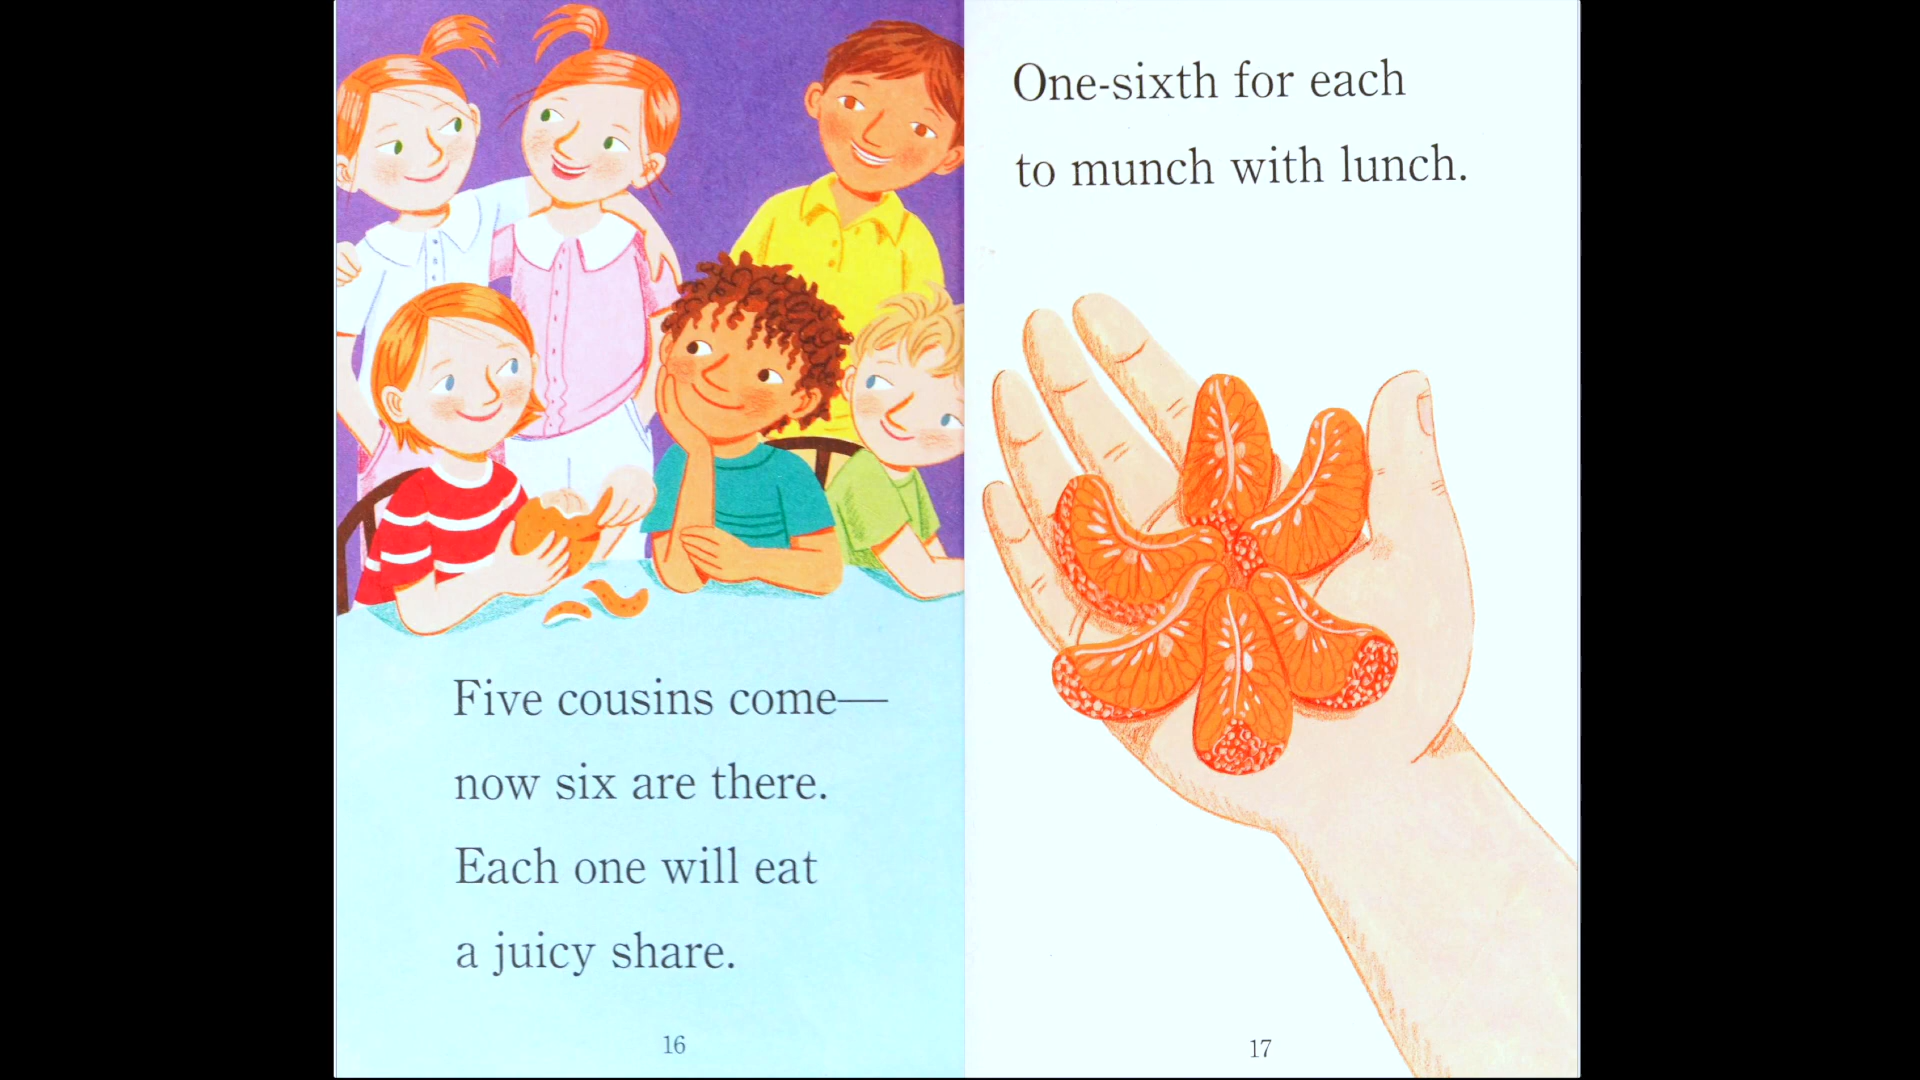 Five cousins come—
now six are there.
Each one will eat
a juicy share.
16
One-sixth for each
to munch with lunch.
17